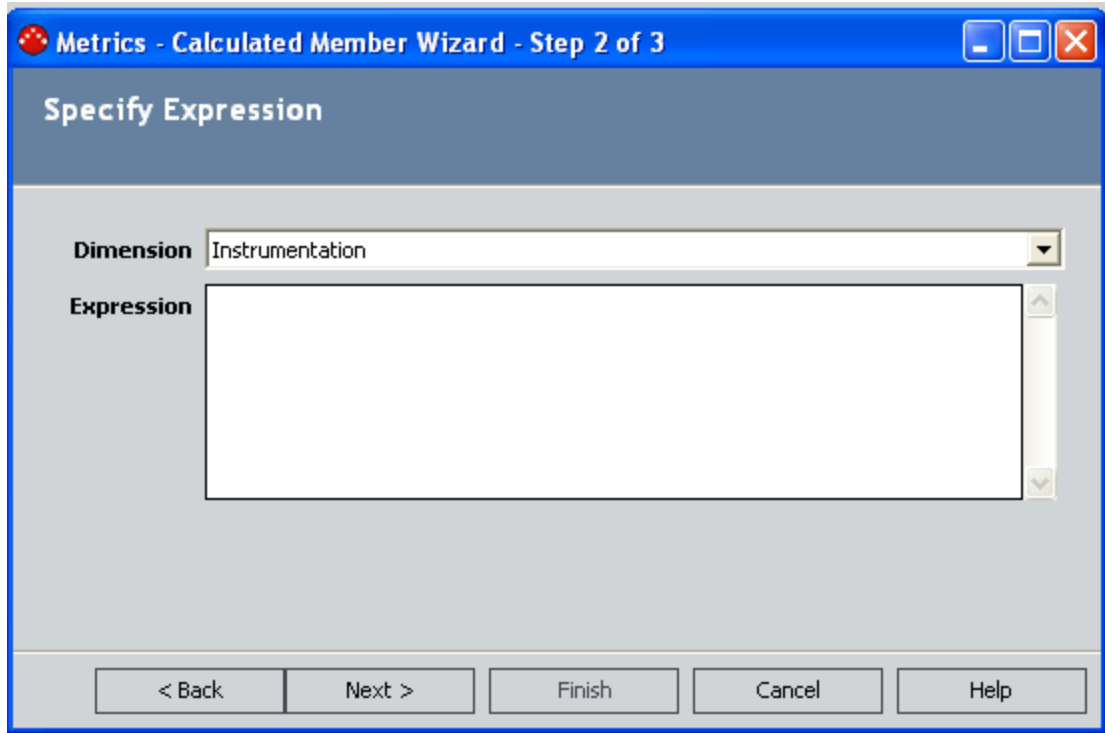 Metrics - Calculated Member Wizard - Step 2 of 3
Specify Expression
Dimension Instrumentation
Expression
< Back Next > Finish Cancel Help